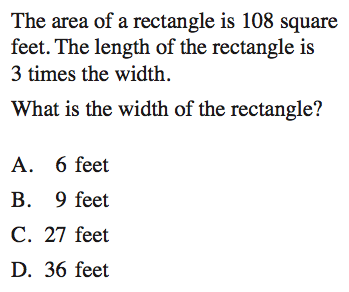 The area of a rectangle is 108 square
feet. The length of the rectangle is
3 times the width.
What is the width of the rectangle?
A. 6 feet
B. 9 feet
C. 27 feet
D. 36 feet